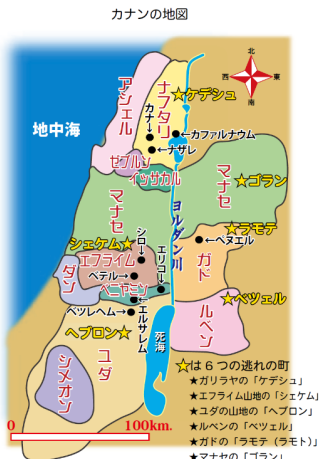 カナンの地図
北
西
東
南
地中海
アシェル
ナフタリ
★ケデシュ
カナ→
←カファルナウム
←ナザレ
ゼブルン
イッサカル
マナセ
★ゴラン
マナセ
ヨルダン川
シェケム★
シロ→
エリコ→
★ラモテ
←ペヌエル
ガド
エフライム
ダン
ベテル→
ベニヤミン
ベツレヘム→
←エルサレム
★ベツェル
ルベン
ヘブロン★
死海
ユダ
シメオン
★は6つの逃れの町
★ガリラヤの「ケデシュ」
★エフライム山地の「シェケム」
★ユダの山地の「ヘブロン」
★ルベンの「ベツェル」
★ガドの「ラモテ（ラモト）」
★マナセの「ゴラン」
0
100km.